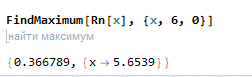 FindMaximum[Rn[x], {x, 6, 0}]
найти максимум
{0.366789, {x → 5.6539}}